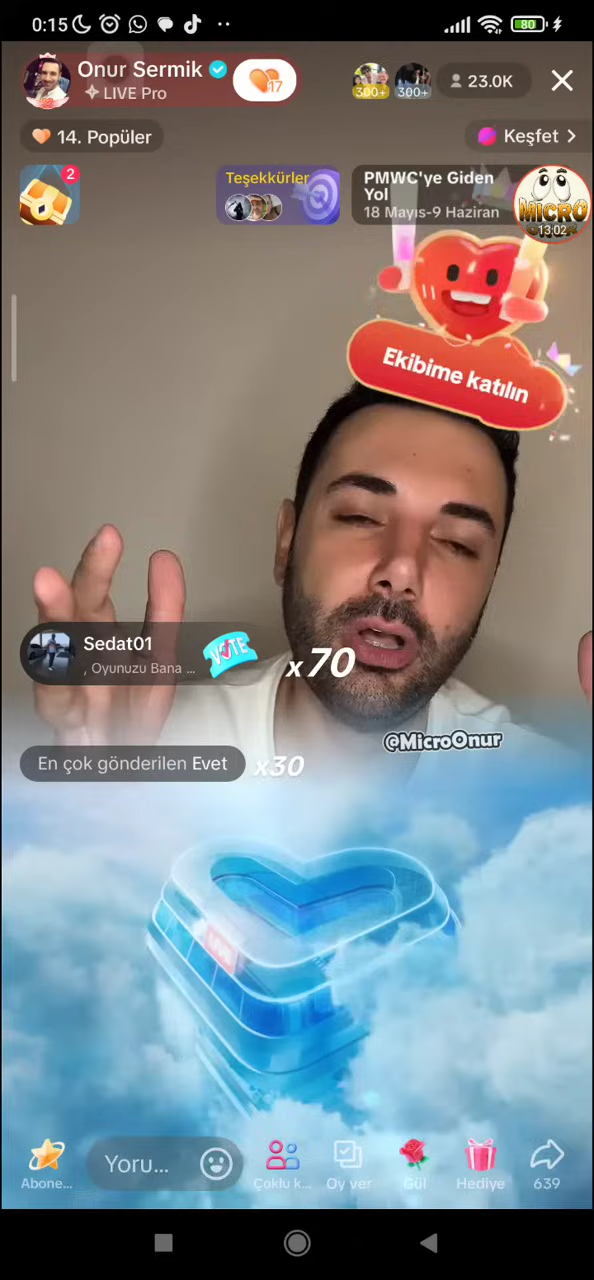 0:15
80
Onur Sermik
LIVE Pro
17
300+
300+
23.0K
14. Popüler
Keşfet
2
Teşekkürler
PMWC'ye Giden
Yol
18 Mayıs-9 Haziran
MICRO
13:02
Ekibime katılın
Sedat01
, Oyunuzu Bana ...
VOTE
x70
@MicroOnur
En çok gönderilen Evet
x30
LIVE
Abone...
Yoru...
Çoklu k...
Oy ver
Gül
Hediye
639